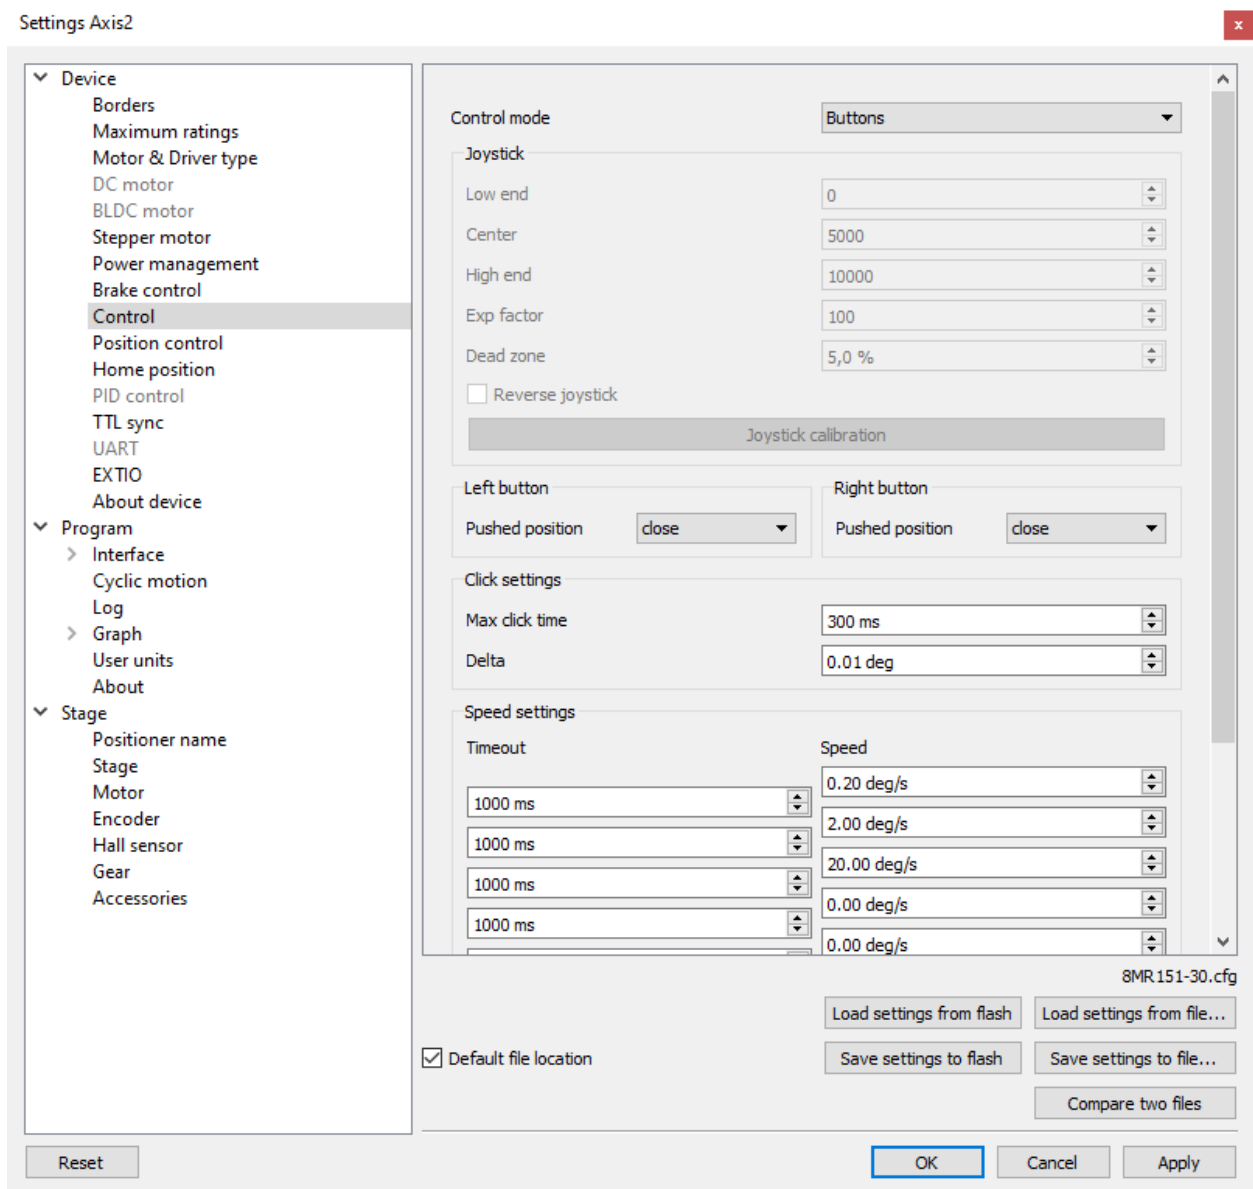 Settings Axis2
x
Device
Borders
Maximum ratings
Motor & Driver type
DC motor
BLDC motor
Stepper motor
Power management
Brake control
Control
Position control
Home position
PID control
TTL sync
UART
EXTIO
About device
Program
Interface
Cyclic motion
Log
Graph
User units
About
Stage
Positioner name
Stage
Motor
Encoder
Hall sensor
Gear
Accessories
Control mode Buttons
Joystick
Low end 0
Center 5000
High end 10000
Exp factor 100
Dead zone 5,0 %
Reverse joystick
Joystick calibration
Left button Right button
Pushed position close Pushed position close
Click settings
Max click time 300 ms
Delta 0.01 deg
Speed settings
Timeout Speed
0.20 deg/s
1000 ms
2.00 deg/s
1000 ms
20.00 deg/s
1000 ms
0.00 deg/s
1000 ms
0.00 deg/s
8MR151-30.cfg
Load settings from flash Load settings from file...
Default file location Save settings to flash Save settings to file...
Compare two files
Reset OK Cancel Apply